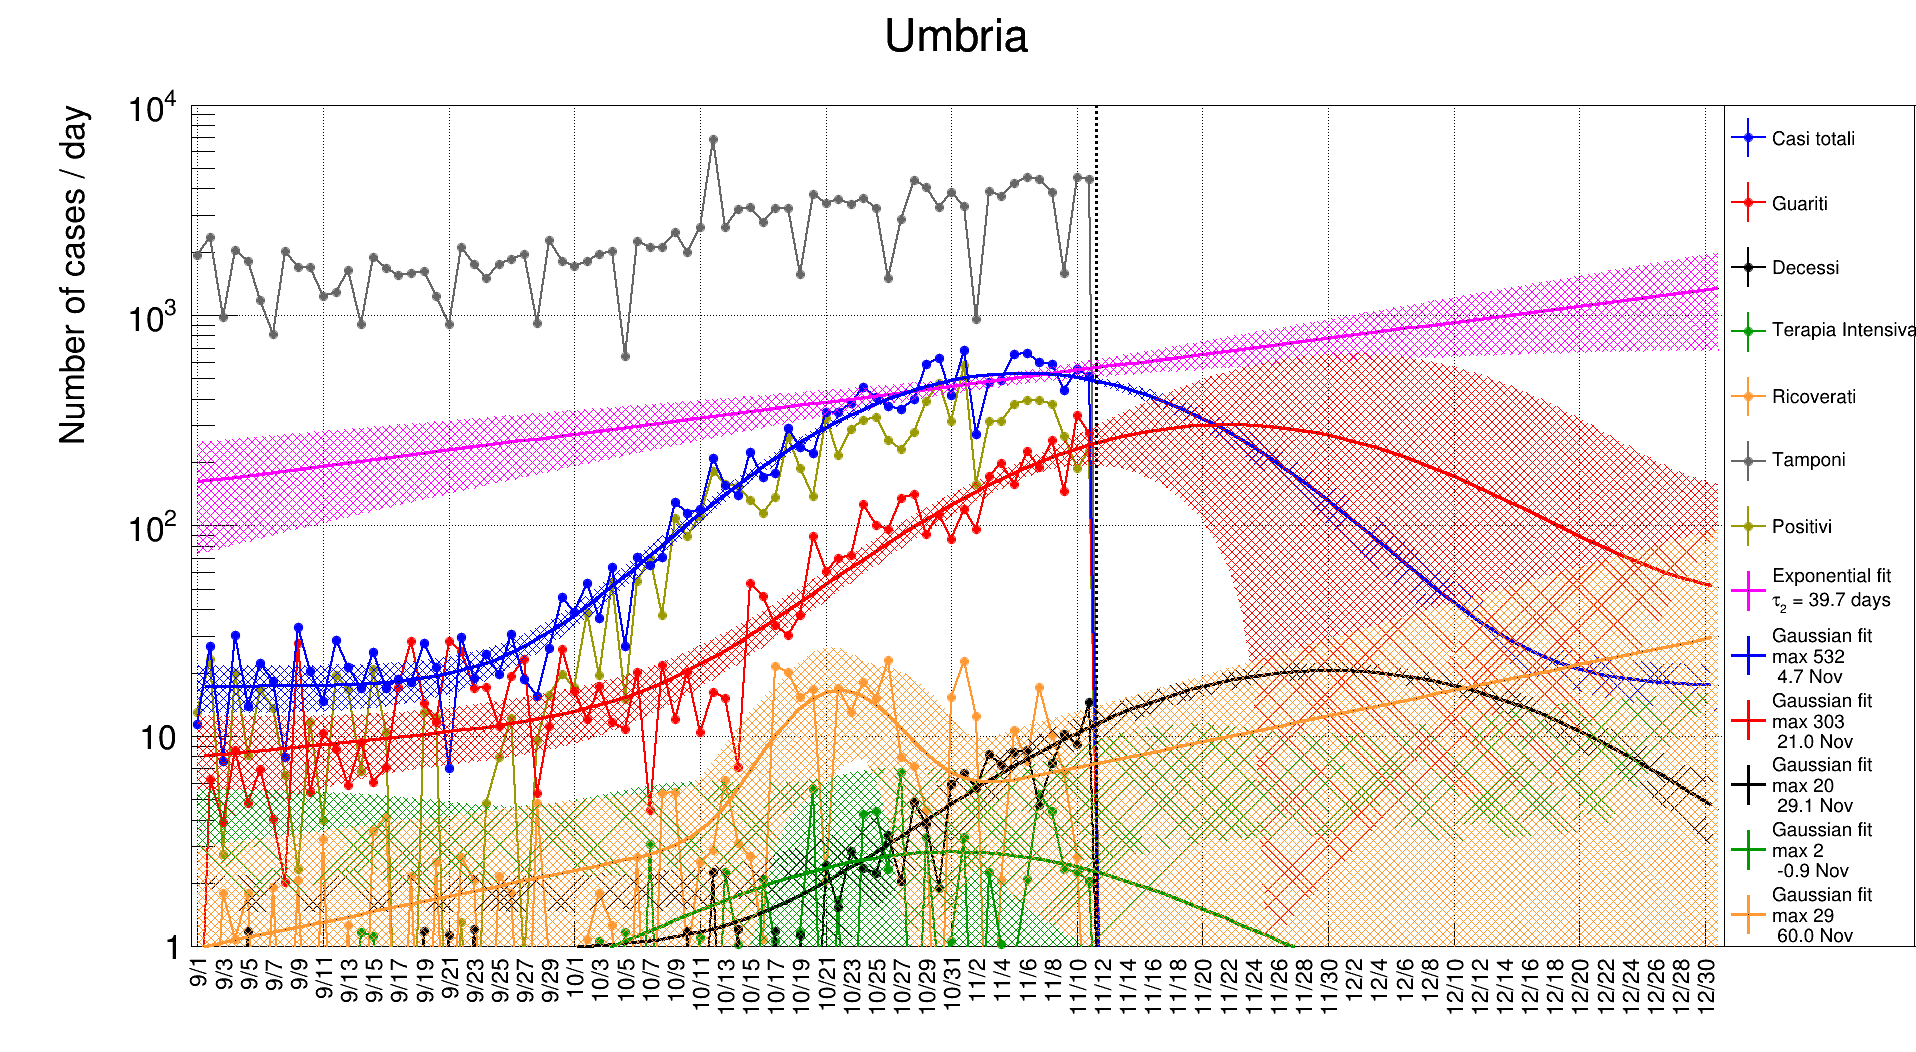 Umbria
Number of cases / day
10^4
10^3
10^2
10
1
9/1
9/3
9/5
9/7
9/9
9/11
9/13
9/15
9/17
9/19
9/21
9/23
9/25
9/27
9/29
10/1
10/3
10/5
10/7
10/9
10/11
10/13
10/15
10/17
10/19
10/21
10/23
10/25
10/27
10/29
10/31
11/2
11/4
11/6
11/8
11/10
11/12
11/14
11/16
11/18
11/20
11/22
11/24
11/26
11/28
11/30
12/2
12/4
12/6
12/8
12/10
12/12
12/14
12/16
12/18
12/20
12/22
12/24
12/26
12/28
12/30
Casi totali
Guariti
Decessi
Terapia Intensiva
Ricoverati
Tamponi
Positivi
Exponential fit
τ₂ = 39.7 days
Gaussian fit
max 532
4.7 Nov
Gaussian fit
max 303
21.0 Nov
Gaussian fit
max 20
29.1 Nov
Gaussian fit
max 2
-0.9 Nov
Gaussian fit
max 29
60.0 Nov